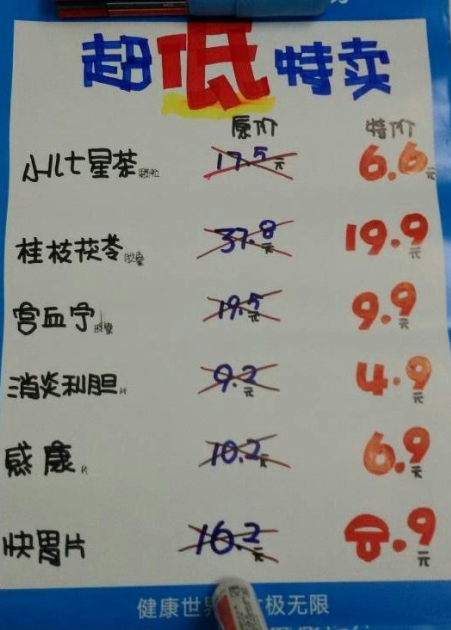 超低特卖
原价 特价
小儿七星茶颗粒 17.5元 6.6元
桂枝茯苓胶囊 37.8元 19.9元
宫血宁胶囊 19.5元 9.9元
消炎利胆片 9.2元 4.9元
感康片 10.2元 6.9元
快胃片 16.2元 8.9元
健康世界 极无限